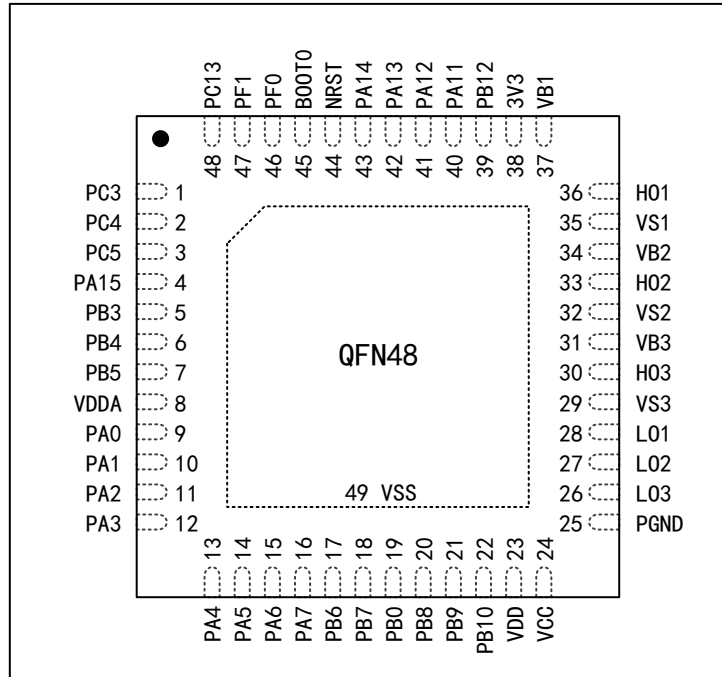 PC13 PF1 PF0 BOOT0 NRST PA14 PA13 PA12 PA11 PB12 3V3 VB1
48 47 46 45 44 43 42 41 40 39 38 37
PC3 1 36 HO1
PC4 2 35 VS1
PC5 3 34 VB2
PA15 4 33 HO2
PB3 5 32 VS2
PB4 6 31 VB3
QFN48
PB5 7 30 HO3
VDDA 8 29 VS3
PA0 9 28 LO1
PA1 10 27 LO2
PA2 11 26 LO3
49 VSS
PA3 12 25 PGND
13 14 15 16 17 18 19 20 21 22 23 24
PA4 PA5 PA6 PA7 PB6 PB7 PB0 PB8 PB9 PB10 VDD VCC